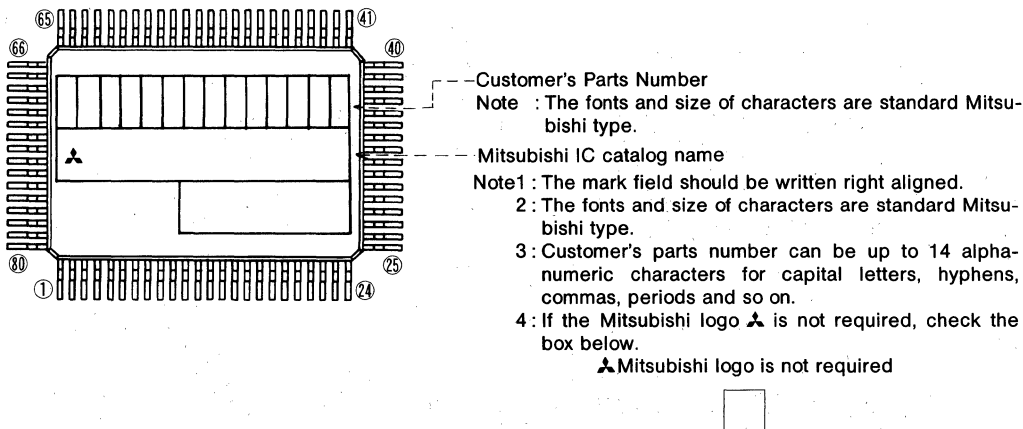 65 41
66 40
Customer's Parts Number
Note : The fonts and size of characters are standard Mitsu-
bishi type.
Mitsubishi IC catalog name
Note1 : The mark field should be written right aligned.
2 : The fonts and size of characters are standard Mitsu-
bishi type.
3 : Customer's parts number can be up to 14 alpha-
numeric characters for capital letters, hyphens,
commas, periods and so on.
4 : If the Mitsubishi logo is not required, check the
box below.
Mitsubishi logo is not required
80 25
1 24